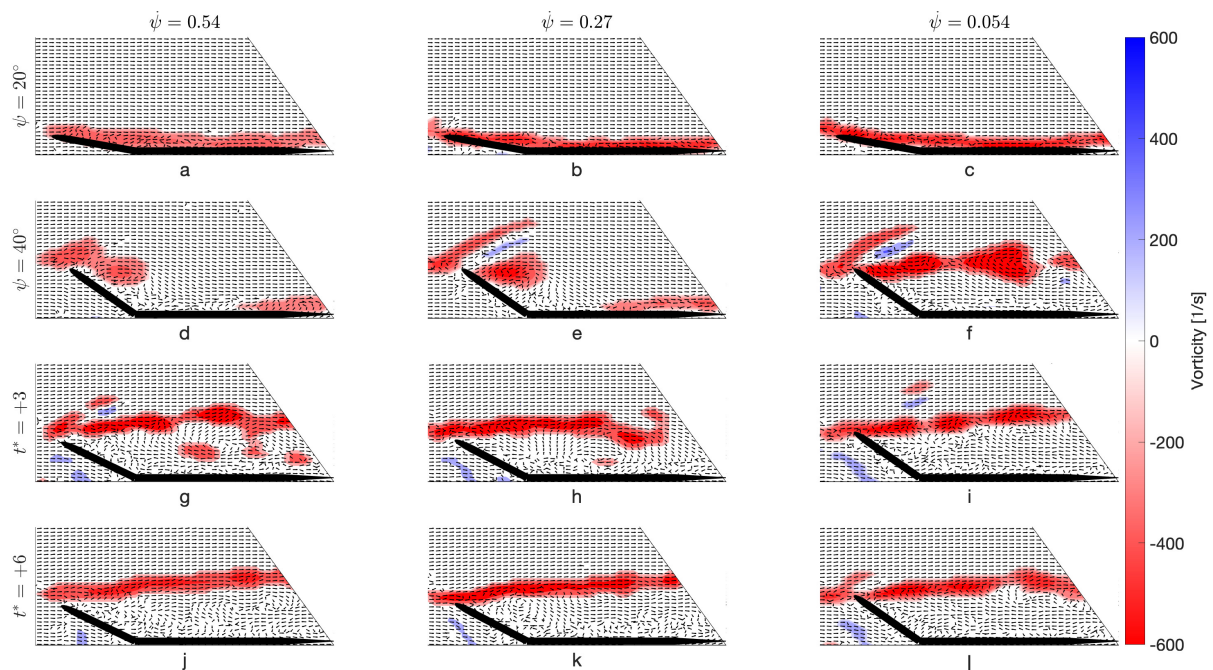 ψ̇ = 0.54 ψ̇ = 0.27 ψ̇ = 0.054
ψ = 20°
a b c
ψ = 40°
d e f
t* = +3
g h i
t* = +6
j k l
600
400
200
0
-200
-400
-600
Vorticity [1/s]